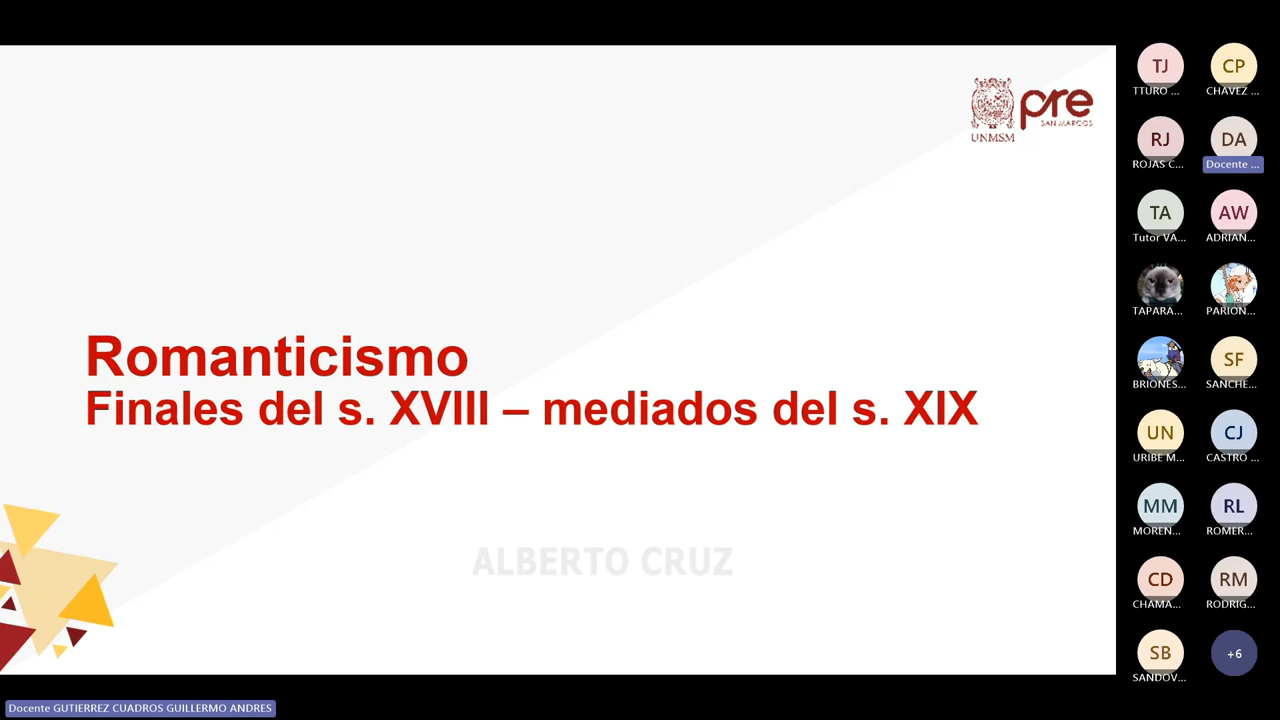 pre
SAN MARCOS
UNMSM
Romanticismo
Finales del s. XVIII – mediados del s. XIX
ALBERTO CRUZ
Docente GUTIERREZ CUADROS GUILLERMO ANDRES
TJ CP
TTURO ... CHAVEZ ...
RJ DA
ROJAS C... Docente ...
TA AW
Tutor VA... ADRIAN...
TAPARA... PARION...
SF
BRIONES... SANCHE...
UN CJ
URIBE M... CASTRO ...
MM RL
MOREN... ROMER...
CD RM
CHAMA... RODRIG...
SB +6
SANDOV...